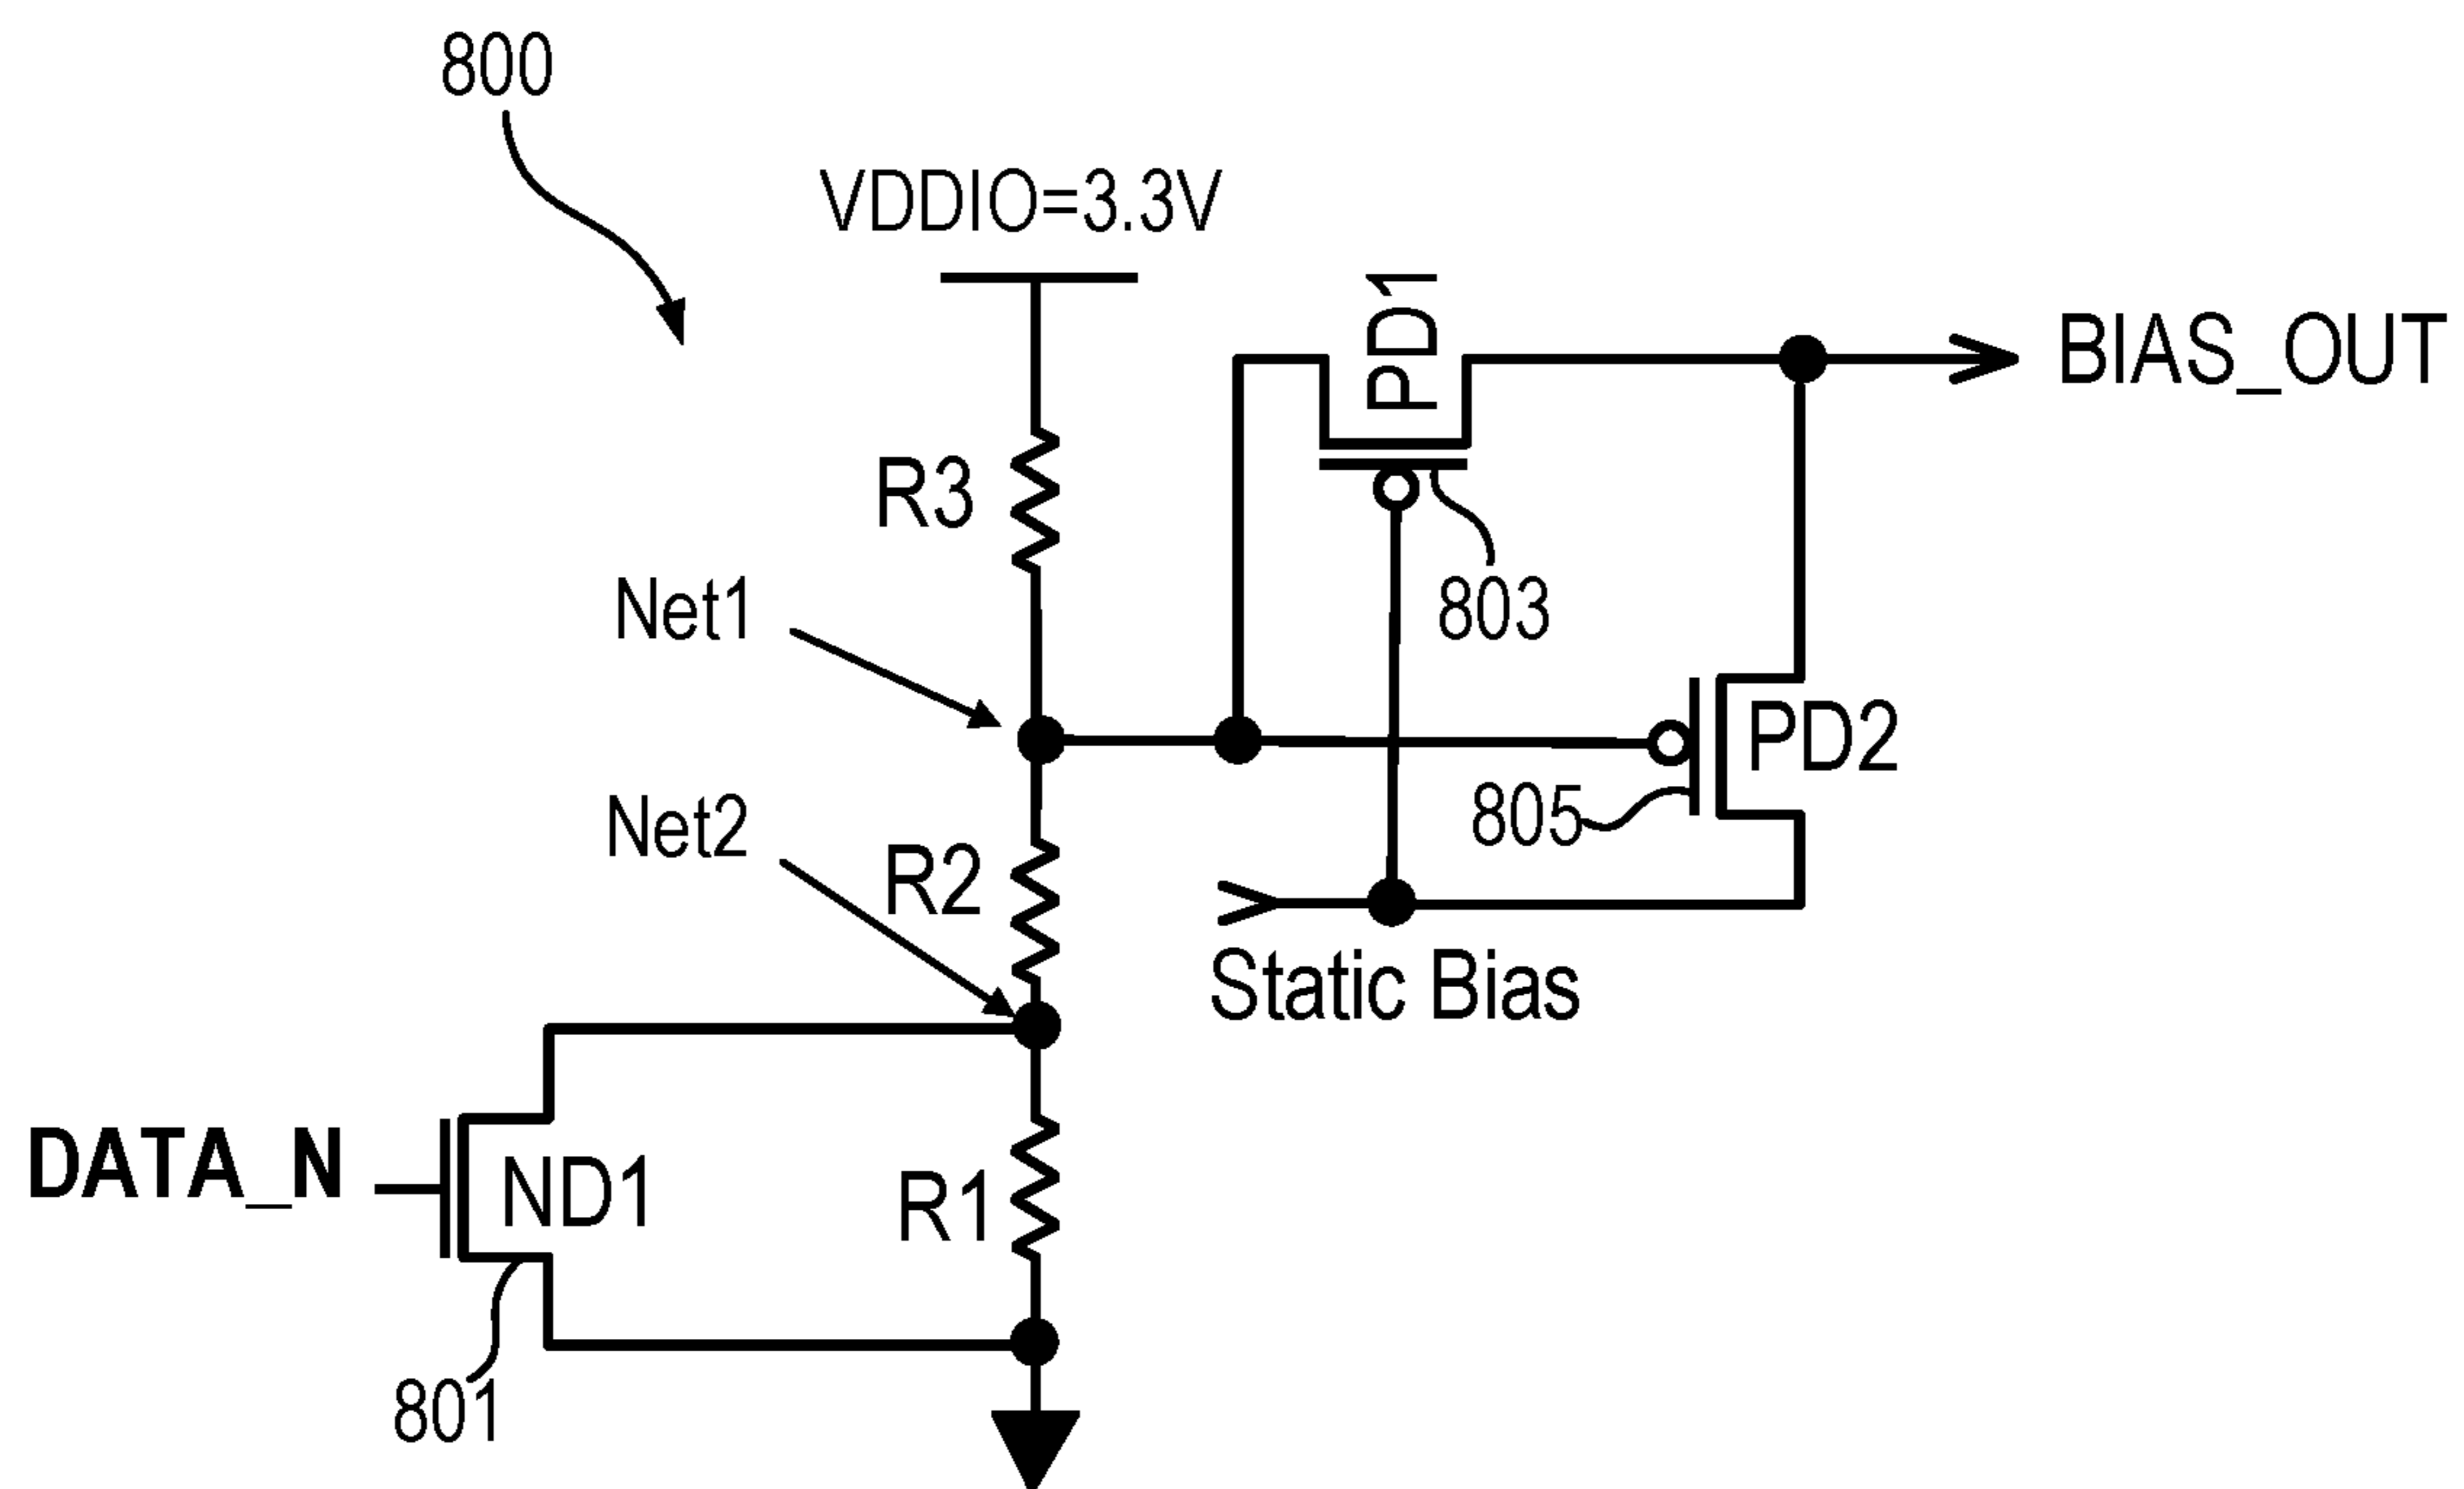 800
VDDIO=3.3V
PD1
BIAS_OUT
R3
Net1
803
PD2
Net2
805
R2
Static Bias
DATA_N
ND1
R1
801